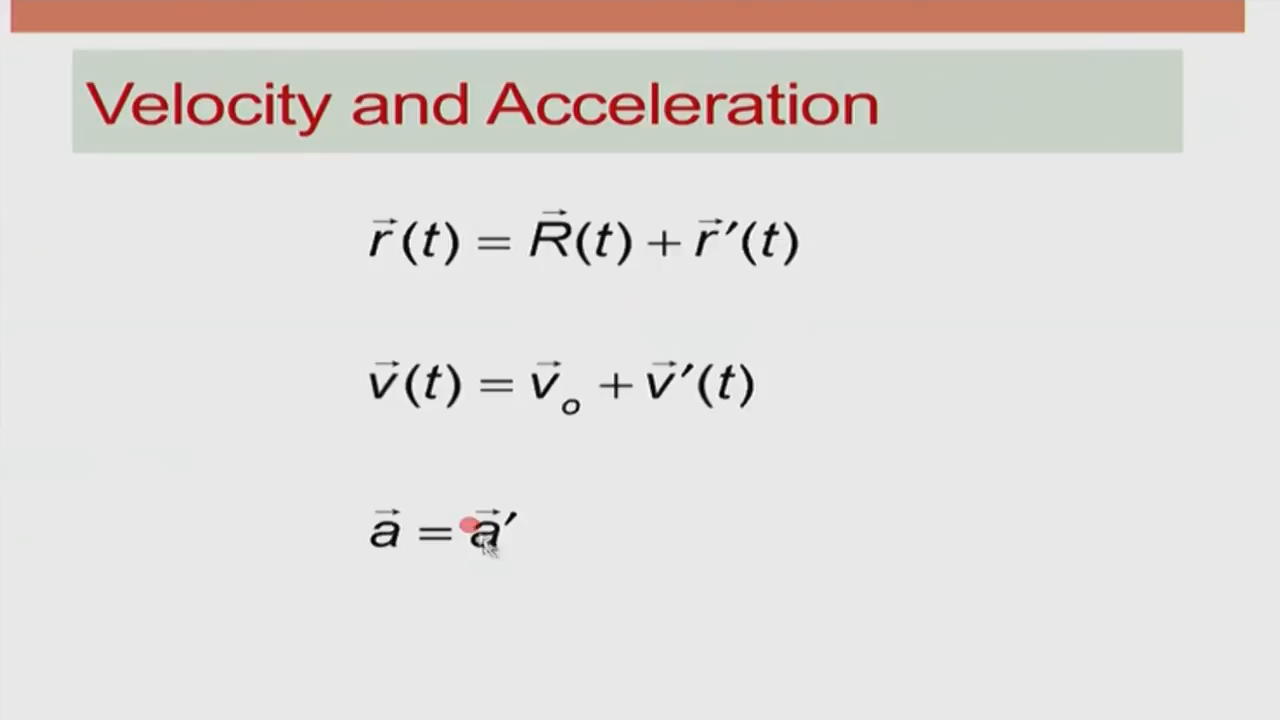 Velocity and Acceleration
r⃗(t) = R⃗(t) + r⃗′(t)
v⃗(t) = v⃗ₒ + v⃗′(t)
a⃗ = a⃗′